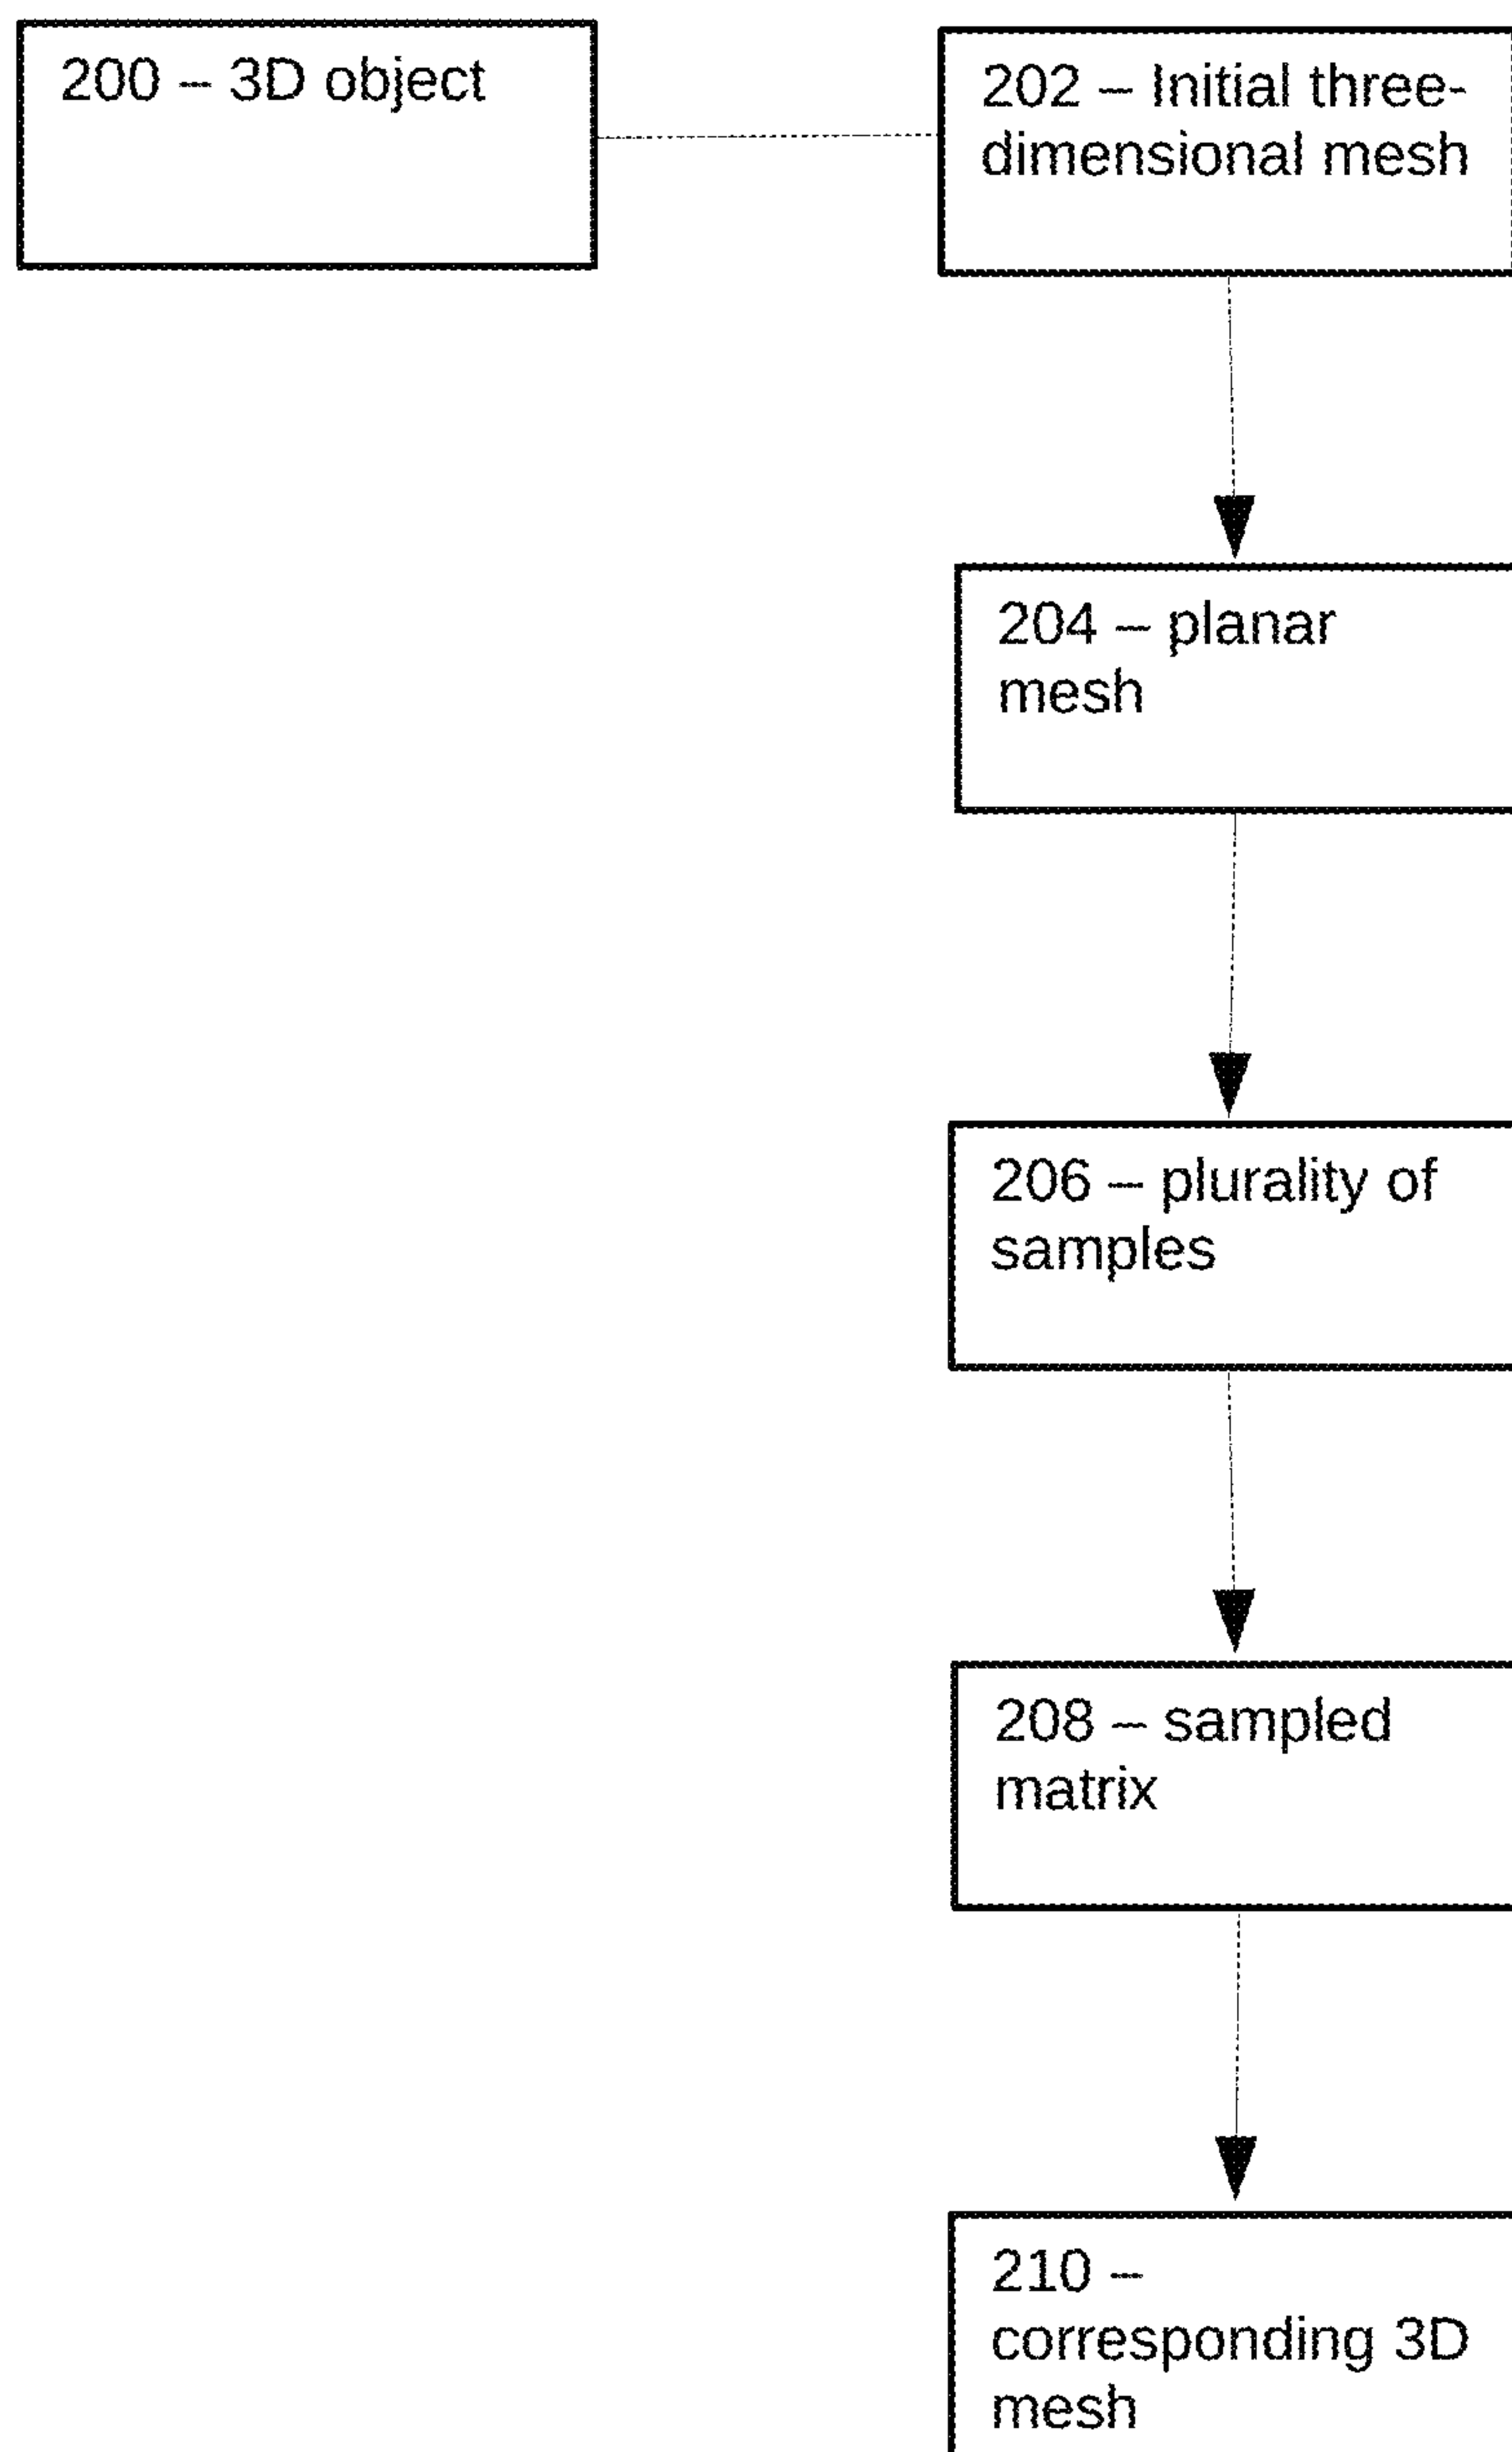 200 – 3D object
202 – Initial three-
dimensional mesh
204 – planar
mesh
206 – plurality of
samples
208 – sampled
matrix
210 –
corresponding 3D
mesh